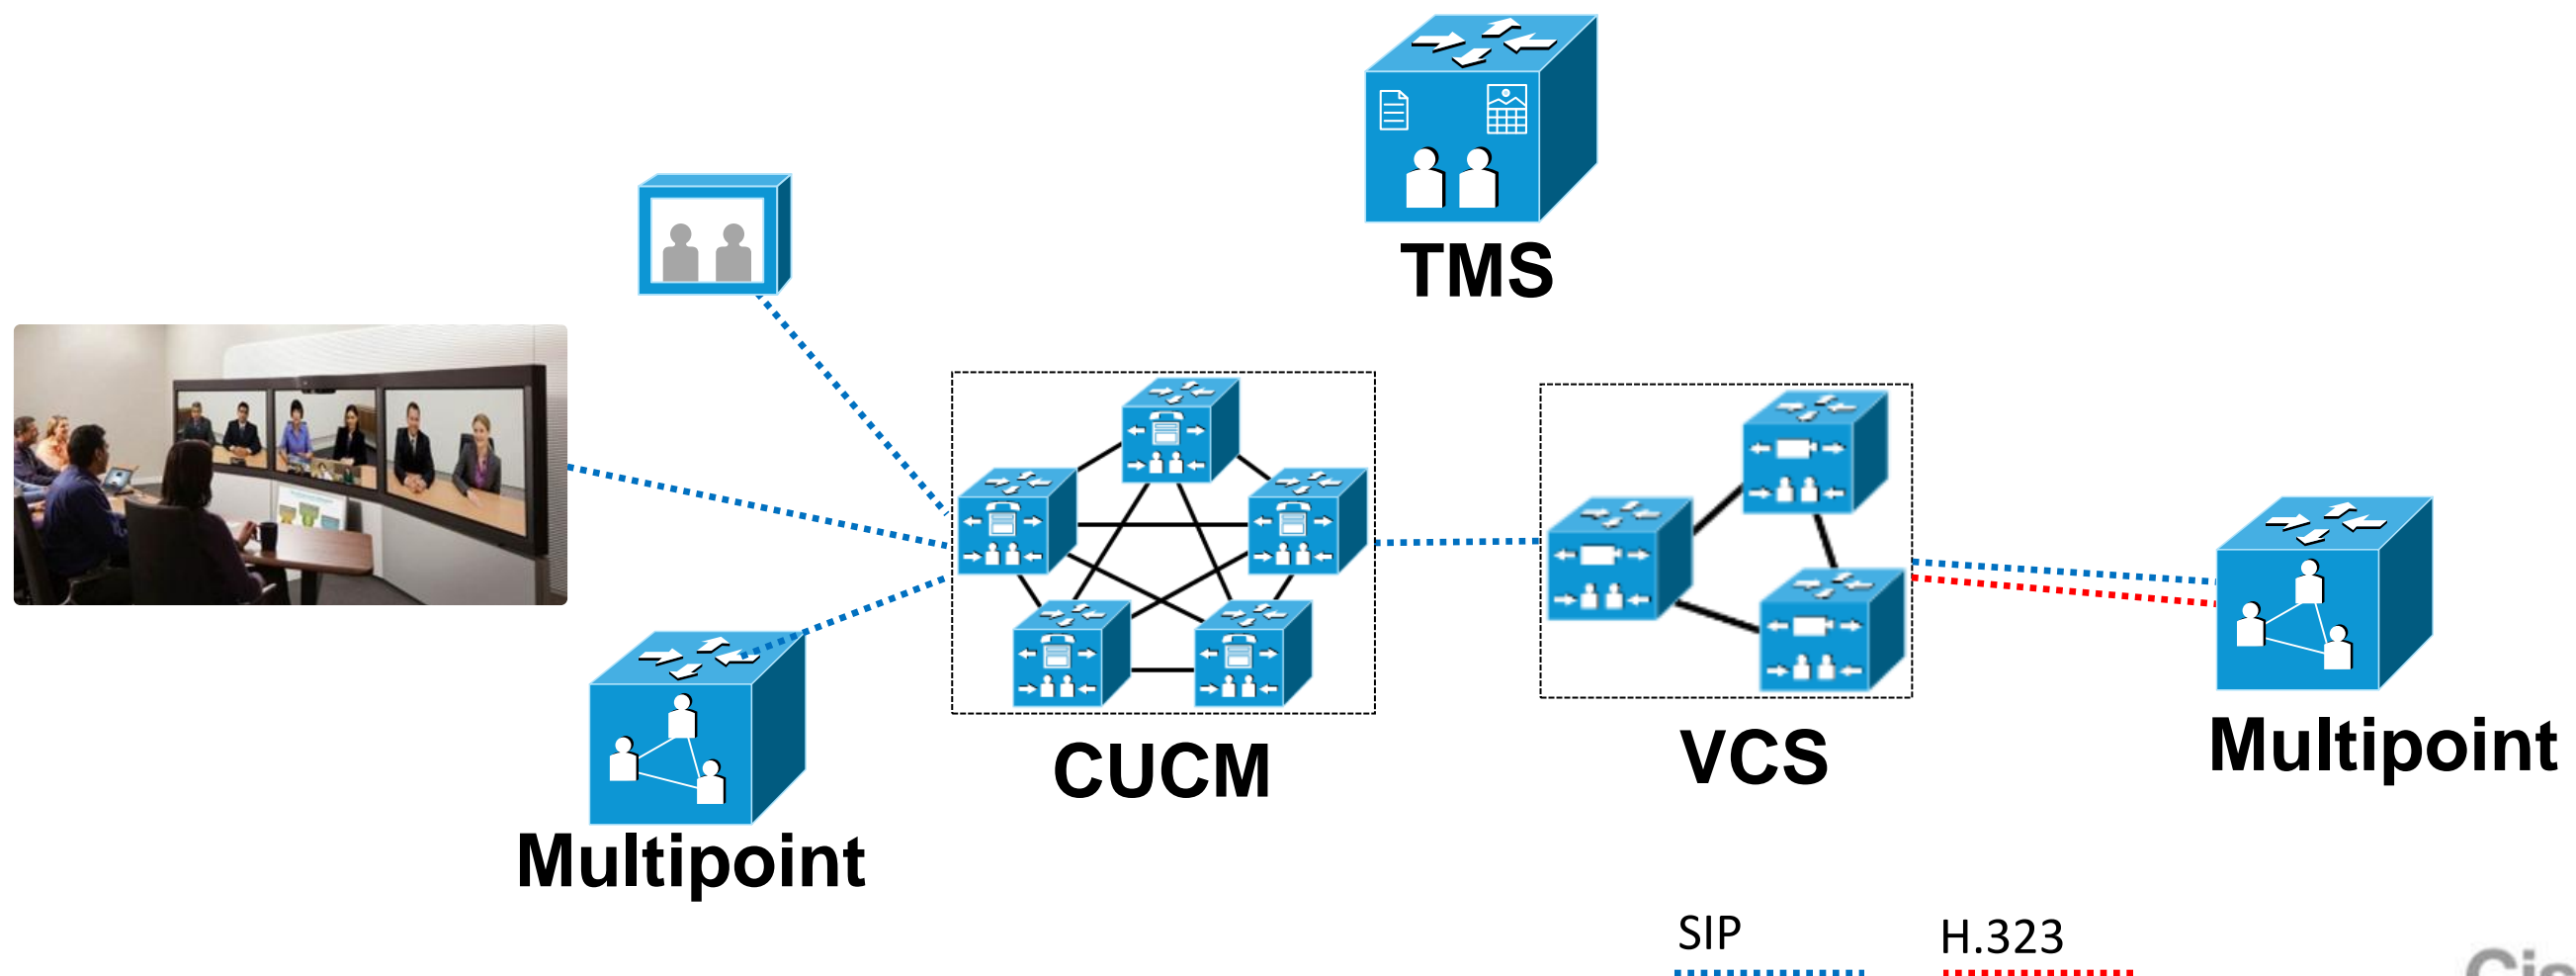 TMS
CUCM
VCS
Multipoint
Multipoint
SIP
H.323